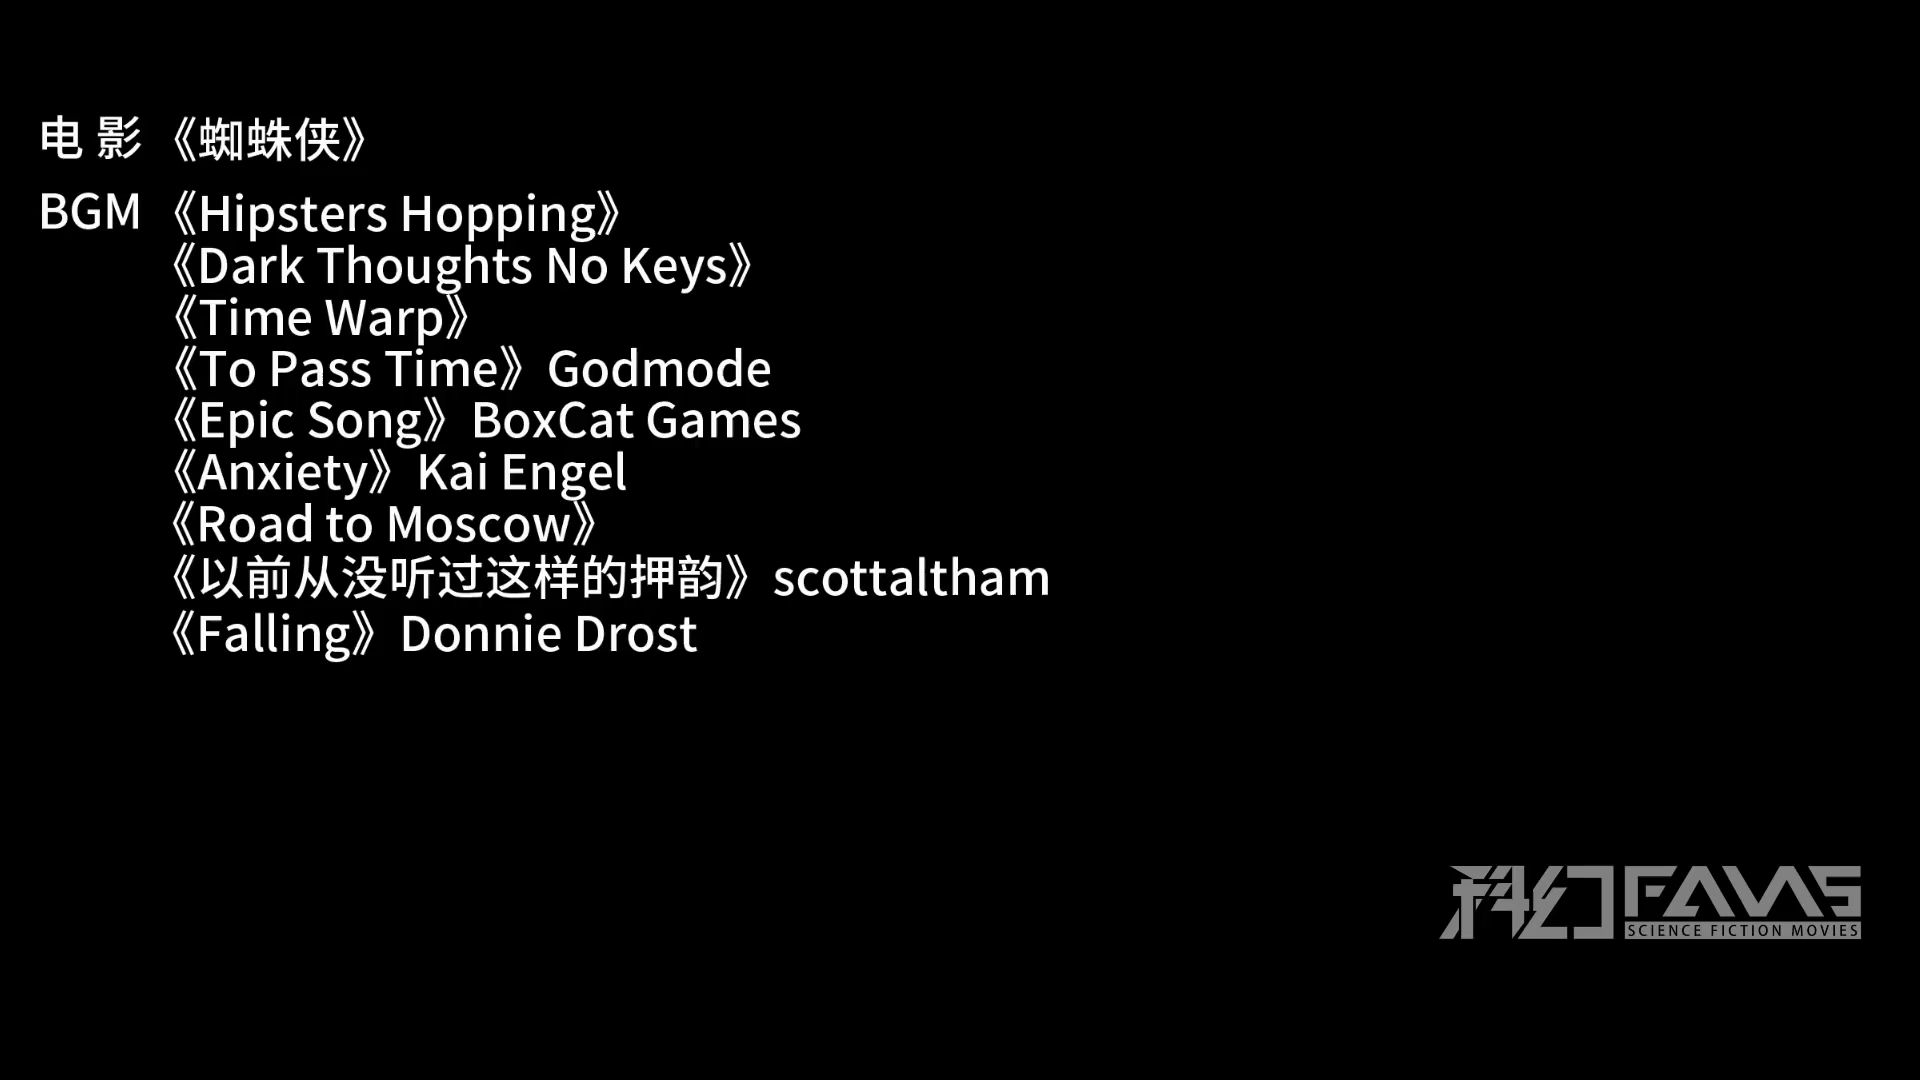 电 影 《蜘蛛侠》
BGM 《Hipsters Hopping》
《Dark Thoughts No Keys》
《Time Warp》
《To Pass Time》Godmode
《Epic Song》BoxCat Games
《Anxiety》Kai Engel
《Road to Moscow》
《以前从没听过这样的押韵》scottaltham
《Falling》Donnie Drost
科幻FANS
SCIENCE FICTION MOVIES